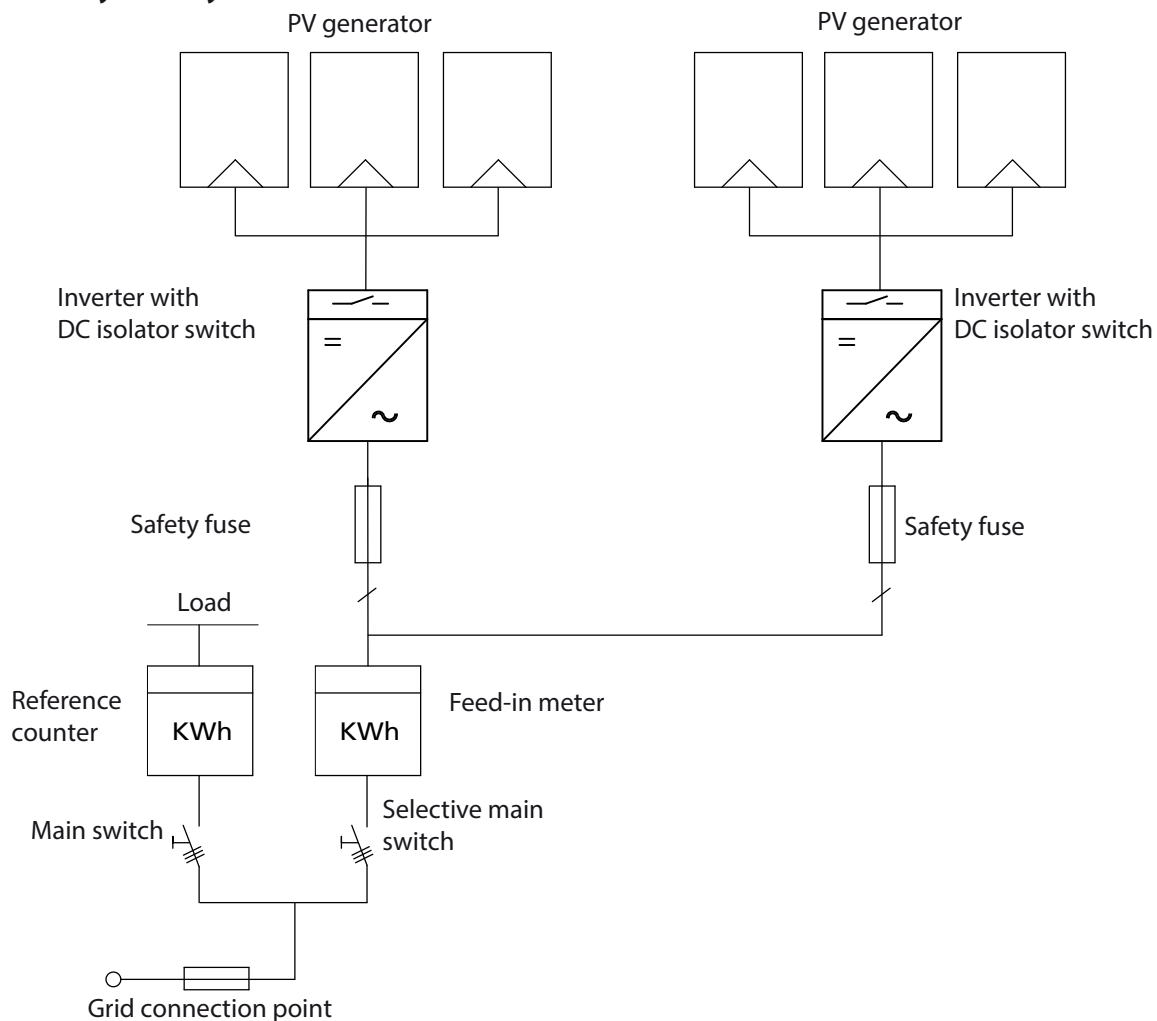 PV generator
PV generator
Inverter with
DC isolator switch
Inverter with
DC isolator switch
Safety fuse
Safety fuse
Load
Reference
counter
KWh
KWh
Feed-in meter
Main switch
Selective main
switch
Grid connection point